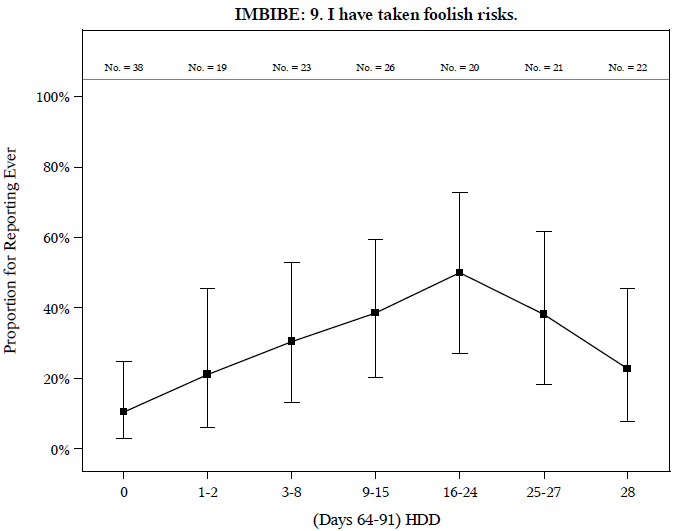 IMBIBE: 9. I have taken foolish risks.
No. = 38 No. = 19 No. = 23 No. = 26 No. = 20 No. = 21 No. = 22
100%
80%
60%
40%
20%
0%
Proportion for Reporting Ever
0 1-2 3-8 9-15 16-24 25-27 28
(Days 64-91) HDD